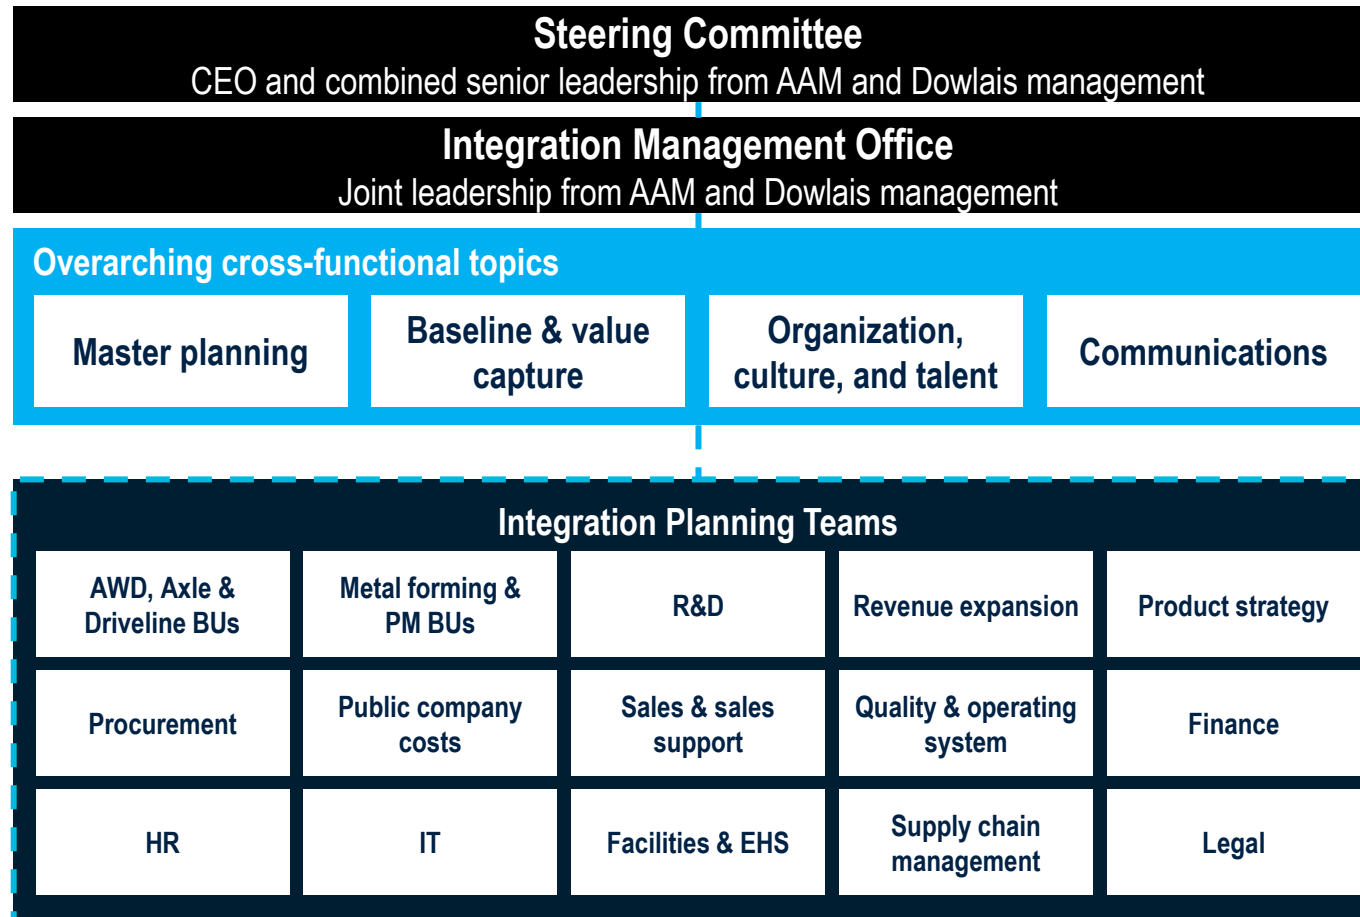 Steering Committee
CEO and combined senior leadership from AAM and Dowlais management
Integration Management Office
Joint leadership from AAM and Dowlais management
Overarching cross-functional topics
Master planning
Baseline & value
capture
Organization,
culture, and talent
Communications
Integration Planning Teams
AWD, Axle &
Driveline BUs
Metal forming &
PM BUs
R&D
Revenue expansion
Product strategy
Procurement
Public company
costs
Sales & sales
support
Quality & operating
system
Finance
HR
IT
Facilities & EHS
Supply chain
management
Legal